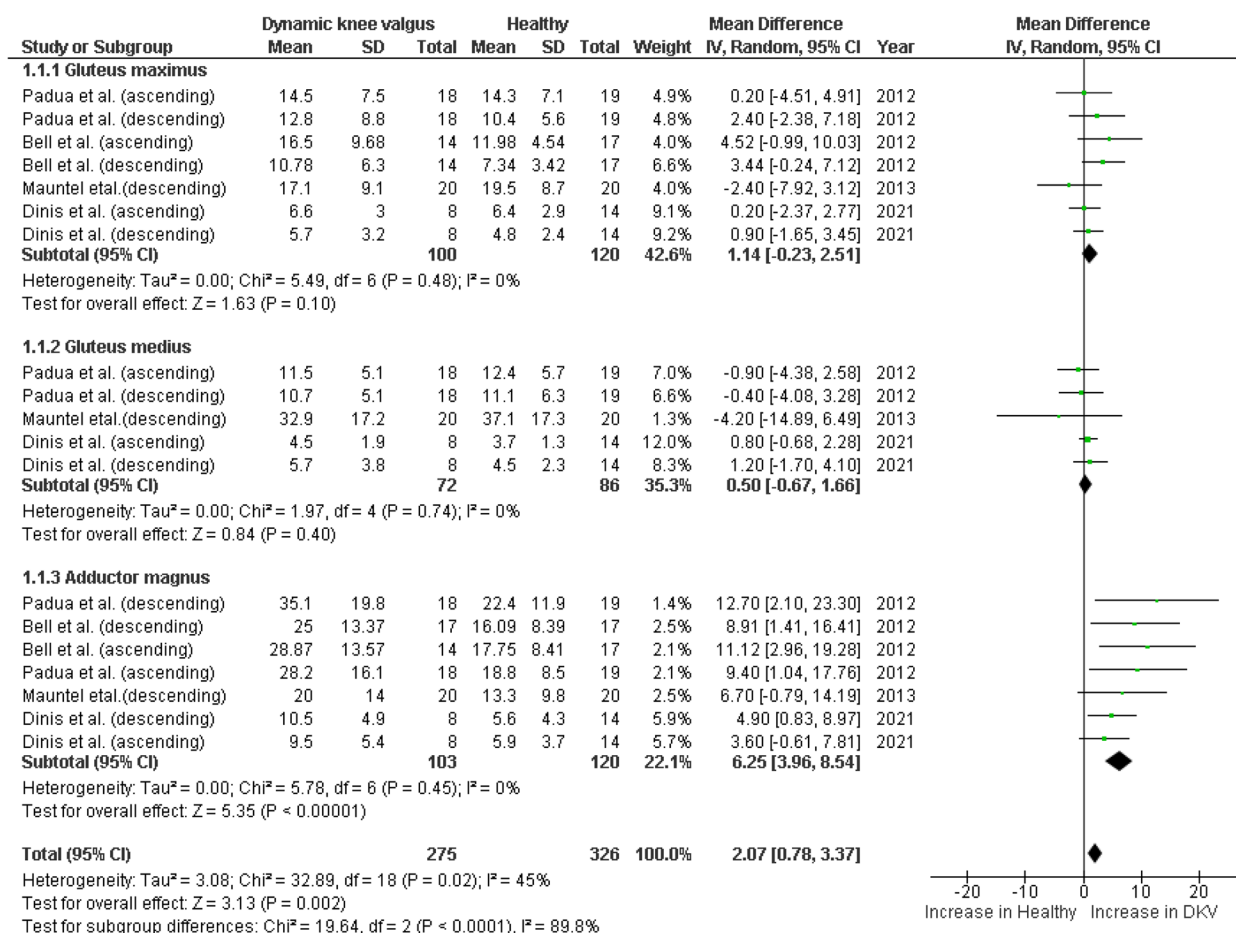 Dynamic knee valgus Healthy Mean Difference Mean Difference
Study or Subgroup Mean SD Total Mean SD Total Weight IV, Random, 95% CI Year IV, Random, 95% CI
1.1.1 Gluteus maximus
Padua et al. (ascending) 14.5 7.5 18 14.3 7.1 19 4.9% 0.20 [-4.51, 4.91] 2012
Padua et al. (descending) 12.8 8.8 18 10.4 5.6 19 4.8% 2.40 [-2.38, 7.18] 2012
Bell et al. (ascending) 16.5 9.68 14 11.98 4.54 17 4.0% 4.52 [-0.99, 10.03] 2012
Bell et al. (descending) 10.78 6.3 14 7.34 3.42 17 6.6% 3.44 [-0.24, 7.12] 2012
Mauntel etal.(descending) 17.1 9.1 20 19.5 8.7 20 4.0% -2.40 [-7.92, 3.12] 2013
Dinis et al. (ascending) 6.6 3 8 6.4 2.9 14 9.1% 0.20 [-2.37, 2.77] 2021
Dinis et al. (descending) 5.7 3.2 8 4.8 2.4 14 9.2% 0.90 [-1.65, 3.45] 2021
Subtotal (95% CI) 100 120 42.6% 1.14 [-0.23, 2.51]
Heterogeneity: Tau² = 0.00; Chi² = 5.49, df = 6 (P = 0.48); I² = 0%
Test for overall effect: Z = 1.63 (P = 0.10)
1.1.2 Gluteus medius
Padua et al. (ascending) 11.5 5.1 18 12.4 5.7 19 7.0% -0.90 [-4.38, 2.58] 2012
Padua et al. (descending) 10.7 5.1 18 11.1 6.3 19 6.6% -0.40 [-4.08, 3.28] 2012
Mauntel etal.(descending) 32.9 17.2 20 37.1 17.3 20 1.3% -4.20 [-14.89, 6.49] 2013
Dinis et al. (ascending) 4.5 1.9 8 3.7 1.3 14 12.0% 0.80 [-0.68, 2.28] 2021
Dinis et al. (descending) 5.7 3.8 8 4.5 2.3 14 8.3% 1.20 [-1.70, 4.10] 2021
Subtotal (95% CI) 72 86 35.3% 0.50 [-0.67, 1.66]
Heterogeneity: Tau² = 0.00; Chi² = 1.97, df = 4 (P = 0.74); I² = 0%
Test for overall effect: Z = 0.84 (P = 0.40)
1.1.3 Adductor magnus
Padua et al. (descending) 35.1 19.8 18 22.4 11.9 19 1.4% 12.70 [2.10, 23.30] 2012
Bell et al. (descending) 25 13.37 17 16.09 8.39 17 2.5% 8.91 [1.41, 16.41] 2012
Bell et al. (ascending) 28.87 13.57 14 17.75 8.41 17 2.1% 11.12 [2.96, 19.28] 2012
Padua et al. (ascending) 28.2 16.1 18 18.8 8.5 19 2.1% 9.40 [1.04, 17.76] 2012
Mauntel etal.(descending) 20 14 20 13.3 9.8 20 2.5% 6.70 [-0.79, 14.19] 2013
Dinis et al. (descending) 10.5 4.9 8 5.6 4.3 14 5.9% 4.90 [0.83, 8.97] 2021
Dinis et al. (ascending) 9.5 5.4 8 5.9 3.7 14 5.7% 3.60 [-0.61, 7.81] 2021
Subtotal (95% CI) 103 120 22.1% 6.25 [3.96, 8.54]
Heterogeneity: Tau² = 0.00; Chi² = 5.78, df = 6 (P = 0.45); I² = 0%
Test for overall effect: Z = 5.35 (P < 0.00001)
Total (95% CI) 275 326 100.0% 2.07 [0.78, 3.37]
Heterogeneity: Tau² = 3.08; Chi² = 32.89, df = 18 (P = 0.02); I² = 45%
Test for overall effect: Z = 3.13 (P = 0.002)
Test for subgroup differences: Chi² = 19.64, df = 2 (P < 0.0001), I² = 89.8%
-20 -10 0 10 20
Increase in Healthy Increase in DKV